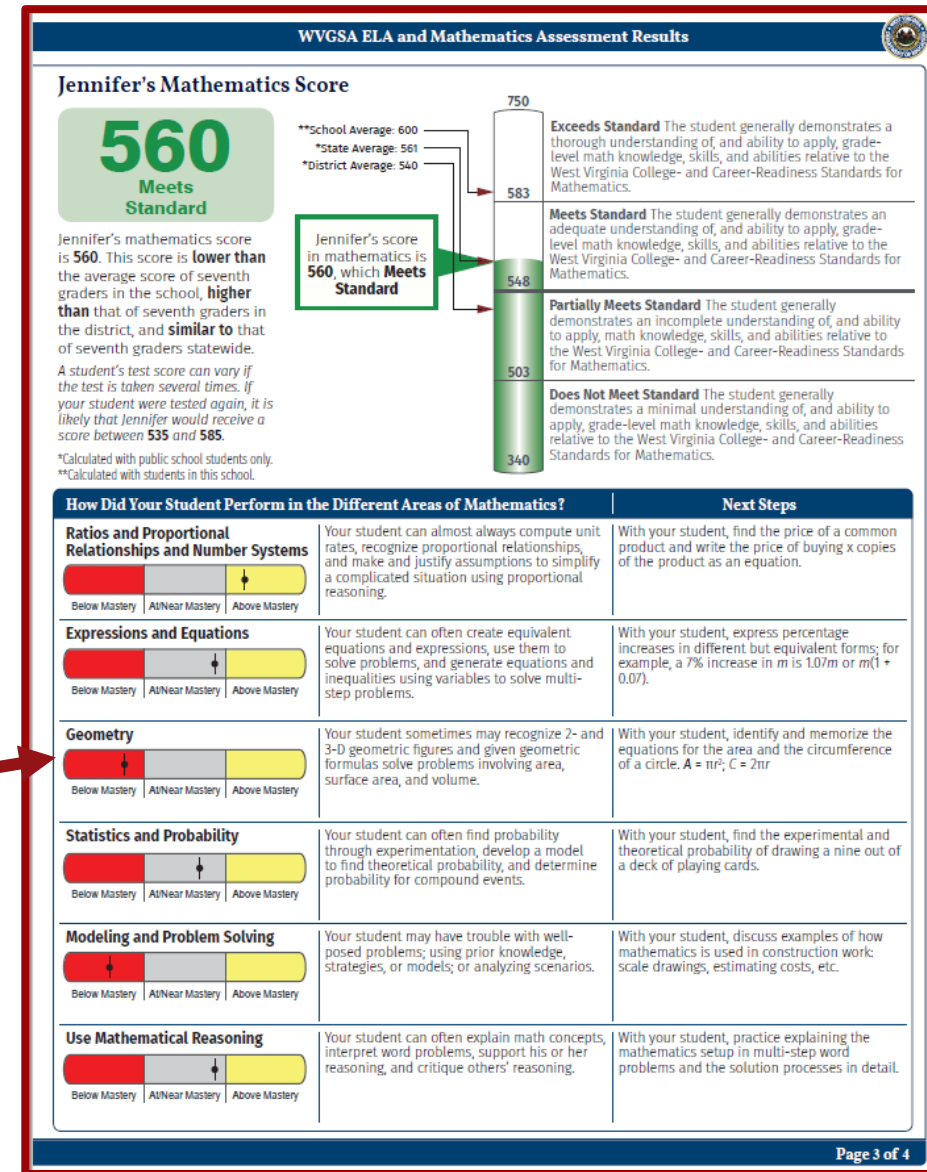 WVGSA ELA and Mathematics Assessment Results
Jennifer's Mathematics Score
560
Meets
Standard
Jennifer's mathematics score
is 560. This score is lower than
the average score of seventh
graders in the school, higher
than that of seventh graders in
the district, and similar to that
of seventh graders statewide.
A student's test score can vary if
the test is taken several times. If
your student were tested again, it is
likely that Jennifer would receive a
score between 535 and 585.
*Calculated with public school students only.
**Calculated with students in this school.
**School Average: 600
*State Average: 561
*District Average: 540
Jennifer's score
in mathematics is
560, which Meets
Standard
750
583
548
503
340
Exceeds Standard The student generally demonstrates a
thorough understanding of, and ability to apply, grade-
level math knowledge, skills, and abilities relative to the
West Virginia College- and Career-Readiness Standards for
Mathematics.
Meets Standard The student generally demonstrates an
adequate understanding of, and ability to apply, grade-
level math knowledge, skills, and abilities relative to the
West Virginia College- and Career-Readiness Standards for
Mathematics.
Partially Meets Standard The student generally
demonstrates an incomplete understanding of, and ability
to apply, math knowledge, skills, and abilities relative to
the West Virginia College- and Career-Readiness Standards
for Mathematics.
Does Not Meet Standard The student generally
demonstrates a minimal understanding of, and ability to
apply, grade-level math knowledge, skills, and abilities
relative to the West Virginia College- and Career-Readiness
Standards for Mathematics.
How Did Your Student Perform in the Different Areas of Mathematics?
Next Steps
Ratios and Proportional
Relationships and Number Systems
Below Mastery At/Near Mastery Above Mastery
Your student can almost always compute unit
rates, recognize proportional relationships,
and make and justify assumptions to simplify
a complicated situation using proportional
reasoning.
With your student, find the price of a common
product and write the price of buying x copies
of the product as an equation.
Expressions and Equations
Below Mastery At/Near Mastery Above Mastery
Your student can often create equivalent
equations and expressions, use them to
solve problems, and generate equations and
inequalities using variables to solve multi-
step problems.
With your student, express percentage
increases in different but equivalent forms; for
example, a 7% increase in m is 1.07m or m(1 +
0.07).
Geometry
Below Mastery At/Near Mastery Above Mastery
Your student sometimes may recognize 2- and
3-D geometric figures and given geometric
formulas solve problems involving area,
surface area, and volume.
With your student, identify and memorize the
equations for the area and the circumference
of a circle. A = πr²; C = 2πr
Statistics and Probability
Below Mastery At/Near Mastery Above Mastery
Your student can often find probability
through experimentation, develop a model
to find theoretical probability, and determine
probability for compound events.
With your student, find the experimental and
theoretical probability of drawing a nine out of
a deck of playing cards.
Modeling and Problem Solving
Below Mastery At/Near Mastery Above Mastery
Your student may have trouble with well-
posed problems; using prior knowledge,
strategies, or models; or analyzing scenarios.
With your student, discuss examples of how
mathematics is used in construction work:
scale drawings, estimating costs, etc.
Use Mathematical Reasoning
Below Mastery At/Near Mastery Above Mastery
Your student can often explain math concepts,
interpret word problems, support his or her
reasoning, and critique others' reasoning.
With your student, practice explaining the
mathematics setup in multi-step word
problems and the solution processes in detail.
Page 3 of 4